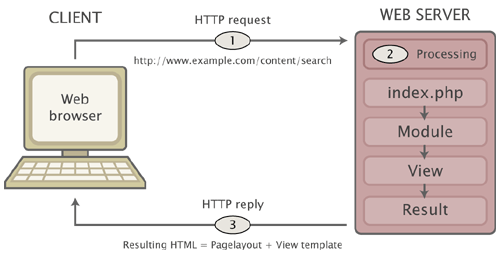 CLIENT
HTTP request
WEB SERVER
1
http://www.example.com/content/search
2 Processing
Web
browser
index.php
Module
View
Result
HTTP reply
3
Resulting HTML = Pagelayout + View template